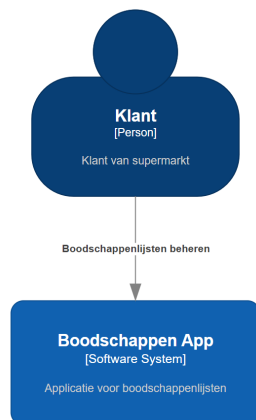 Klant
[Person]
Klant van supermarkt
Boodschappenlijsten beheren
Boodschappen App
[Software System]
Applicatie voor boodschappenlijsten